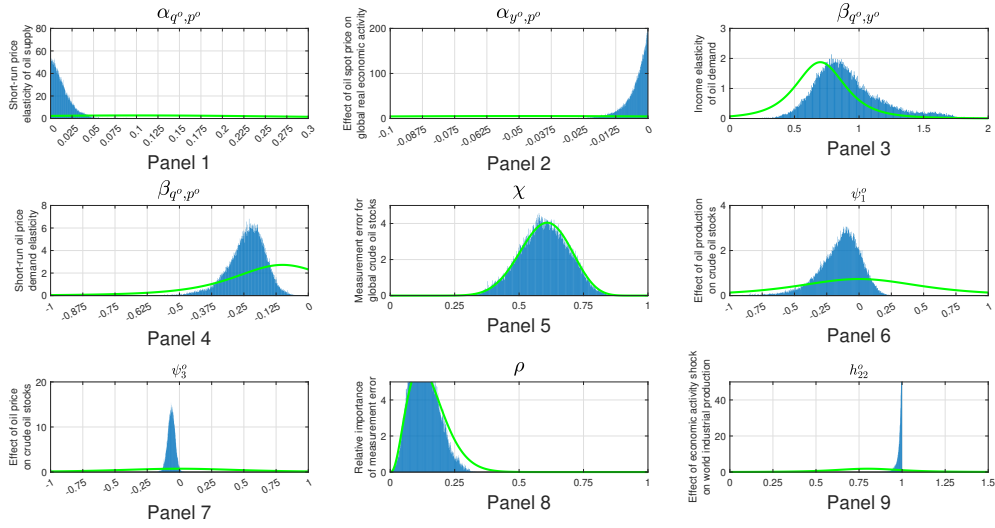 α_{q^o,p^o}
Short-run price
elasticity of oil supply
80
60
40
20
0
0 0.025 0.05 0.075 0.1 0.125 0.15 0.175 0.2 0.225 0.25 0.275 0.3
Panel 1
α_{y^o,p^o}
Effect of oil spot price on
global real economic activity
200
100
0
-0.1 -0.0875 -0.075 -0.0625 -0.05 -0.0375 -0.025 -0.0125 0
Panel 2
β_{q^o,y^o}
Income elasticity
of oil demand
3
2
1
0
0 0.5 1 1.5 2
Panel 3
β_{q^o,p^o}
Short-run oil price
demand elasticity
8
6
4
2
0
-1 -0.875 -0.75 -0.625 -0.5 -0.375 -0.25 -0.125 0
Panel 4
χ
Measurement error for
global crude oil stocks
4
2
0
0 0.25 0.5 0.75 1
Panel 5
ψ_1^o
Effect of oil production
on crude oil stocks
4
2
0
-1 -0.75 -0.5 -0.25 0 0.25 0.5 0.75 1
Panel 6
ψ_3^o
Effect of oil price
on crude oil stocks
20
10
0
-1 -0.75 -0.5 -0.25 0 0.25 0.5 0.75 1
Panel 7
ρ
Relative importance
of measurement error
4
2
0
0 0.25 0.5 0.75 1
Panel 8
h_{22}^o
Effect of economic activity shock
on world industrial production
40
20
0
0 0.25 0.5 0.75 1 1.25 1.5
Panel 9